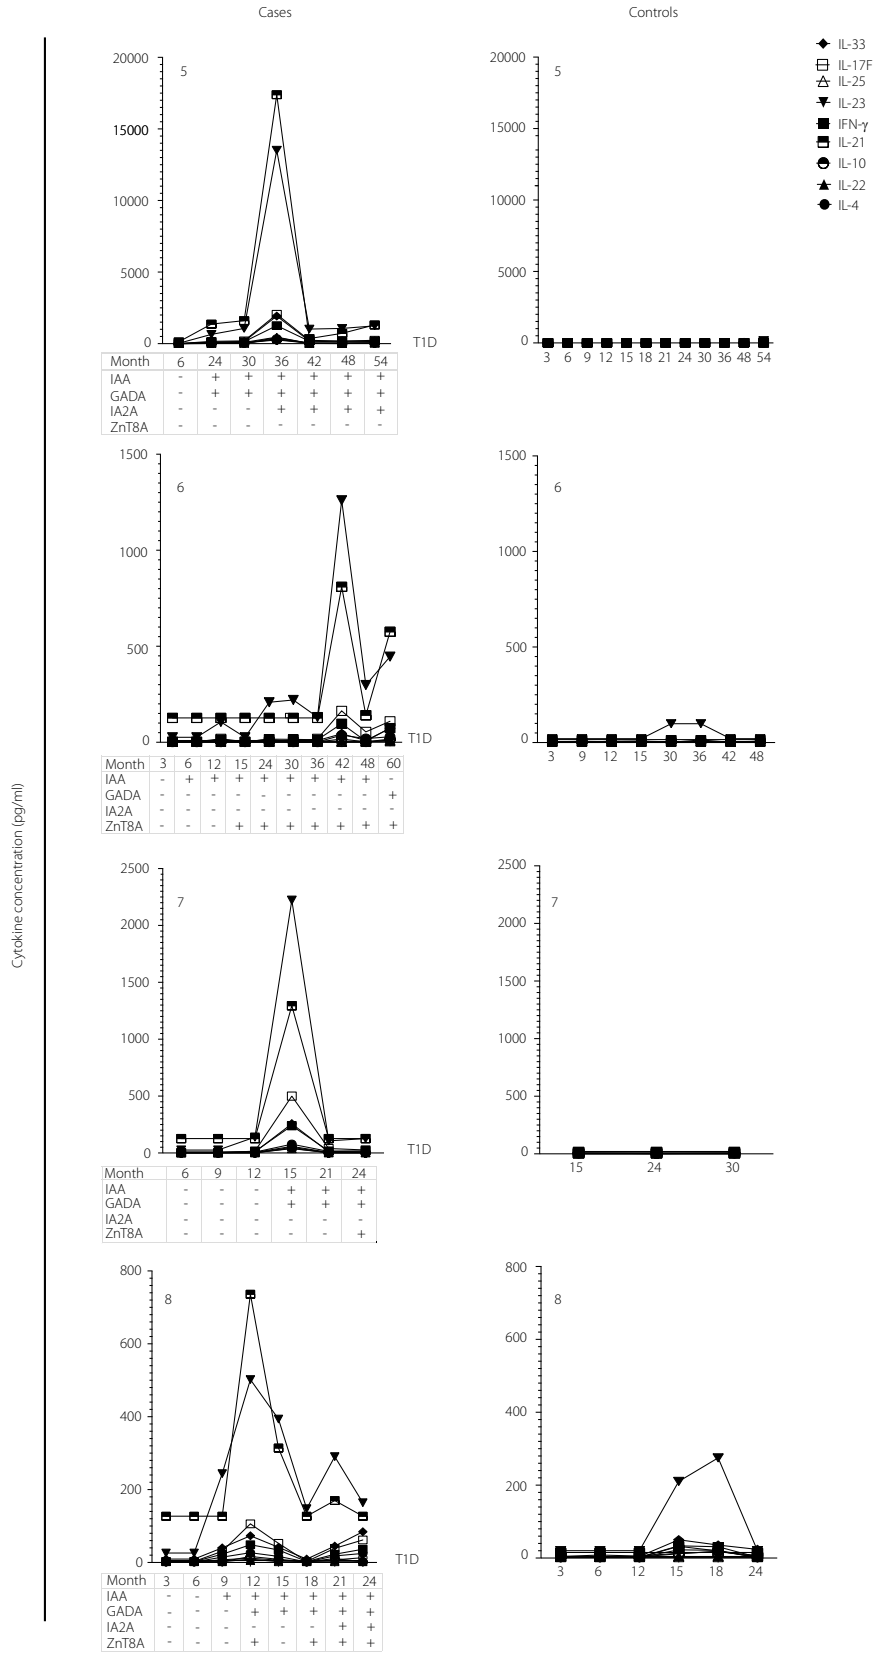 Cases
Controls
IL-33
IL-17F
IL-25
IL-23
IFN-γ
IL-21
IL-10
IL-22
IL-4
Cytokine concentration (pg/ml)
5
20000
15000
10000
5000
0
T1D
Month 6 24 30 36 42 48 54
IAA - + + + + + +
GADA - + + + + + +
IA2A - - - + + + +
ZnT8A - - - - - - -
5
20000
15000
10000
5000
0
3 6 9 12 15 18 21 24 30 36 48 54
6
1500
1000
500
0
T1D
Month 3 6 12 15 24 30 36 42 48 60
IAA - + + + + + + + + -
GADA - - - - - - - - - +
IA2A - - - - - - - - - -
ZnT8A - - - + + + + + + +
6
1500
1000
500
0
3 9 12 15 30 36 42 48
7
2500
2000
1500
1000
500
0
T1D
Month 6 9 12 15 21 24
IAA - - - + + +
GADA - - - + + +
IA2A - - - - - -
ZnT8A - - - - - +
7
2500
2000
1500
1000
500
0
15 24 30
8
800
600
400
200
0
T1D
Month 3 6 9 12 15 18 21 24
IAA - - + + + + + +
GADA - - - + + + + +
IA2A - - - - - - + +
ZnT8A - - - + - + + +
8
800
600
400
200
0
3 6 12 15 18 24